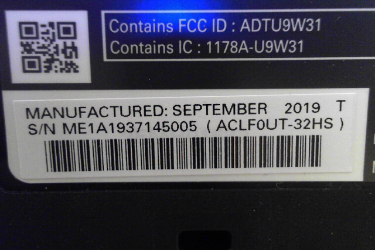 Contains FCC ID : ADTU9W31
Contains IC : 1178A-U9W31
MANUFACTURED: SEPTEMBER 2019 T
S/N ME1A1937145005 ( ACLF0UT-32HS )